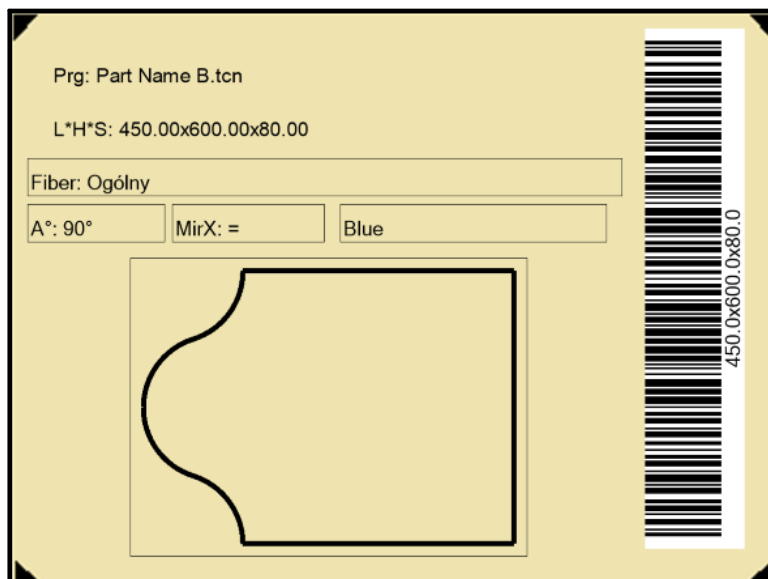 Prg: Part Name B.tcn
L*H*S: 450.00x600.00x80.00
Fiber: Ogólny
A°: 90°
MirX: =
Blue
450.0x600.0x80.0